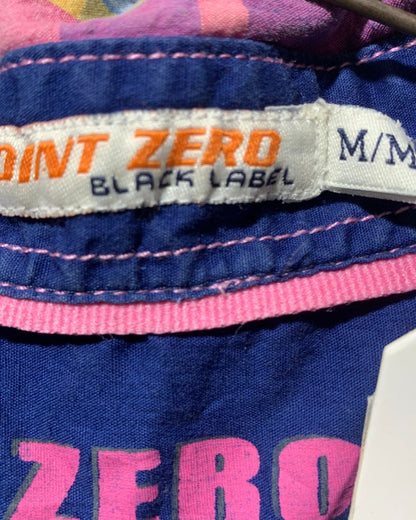 OINT ZERO M/M
BLACK LABEL
ZERO